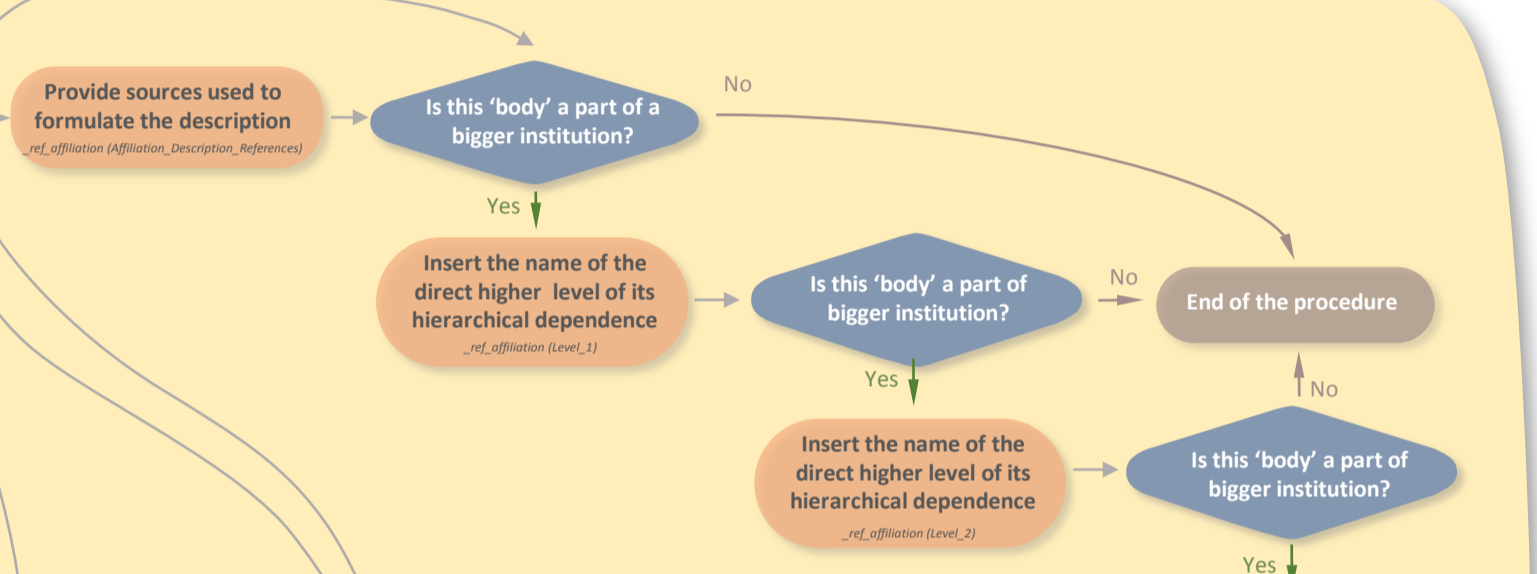 Provide sources used to
formulate the description
_ref_affiliation (Affiliation_Description_References)
Is this ‘body’ a part of a
bigger institution?
No
Yes
Insert the name of the
direct higher  level of its
hierarchical dependence
_ref_affiliation (Level_1)
Is this ‘body’ a part of
bigger institution?
No
End of the procedure
Yes
No
Insert the name of the
direct higher level of its
hierarchical dependence
_ref_affiliation (Level_2)
Is this ‘body’ a part of
bigger institution?
Yes